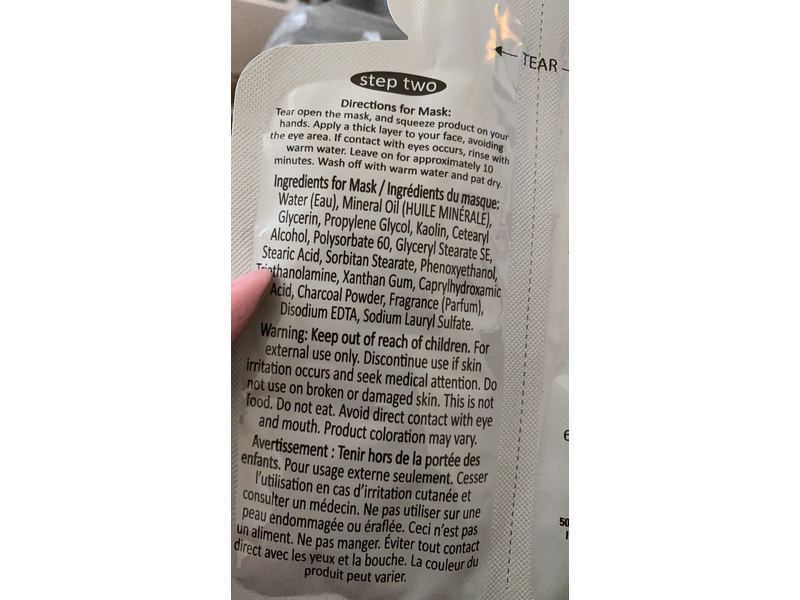 step two
TEAR
Directions for Mask:
Tear open the mask, and squeeze product on your
hands. Apply a thick layer to your face, avoiding
the eye area. If contact with eyes occurs, rinse with
warm water. Leave on for approximately 10
minutes. Wash off with warm water and pat dry.
Ingredients for Mask / Ingrédients du masque:
Water (Eau), Mineral Oil (HUILE MINÉRALE),
Glycerin, Propylene Glycol, Kaolin, Cetearyl
Alcohol, Polysorbate 60, Glyceryl Stearate SE,
Stearic Acid, Sorbitan Stearate, Phenoxyethanol,
Triethanolamine, Xanthan Gum, Caprylhydroxamic
Acid, Charcoal Powder, Fragrance (Parfum),
Disodium EDTA, Sodium Lauryl Sulfate.
Warning: Keep out of reach of children. For
external use only. Discontinue use if skin
irritation occurs and seek medical attention. Do
not use on broken or damaged skin. This is not
food. Do not eat. Avoid direct contact with eye
and mouth. Product coloration may vary.
Avertissement : Tenir hors de la portée des
enfants. Pour usage externe seulement. Cesser
l'utilisation en cas d'irritation cutanée et
consulter un médecin. Ne pas utiliser sur une
peau endommagée ou éraflée. Ceci n'est pas
un aliment. Ne pas manger. Éviter tout contact
direct avec les yeux et la bouche. La couleur du
produit peut varier.
50